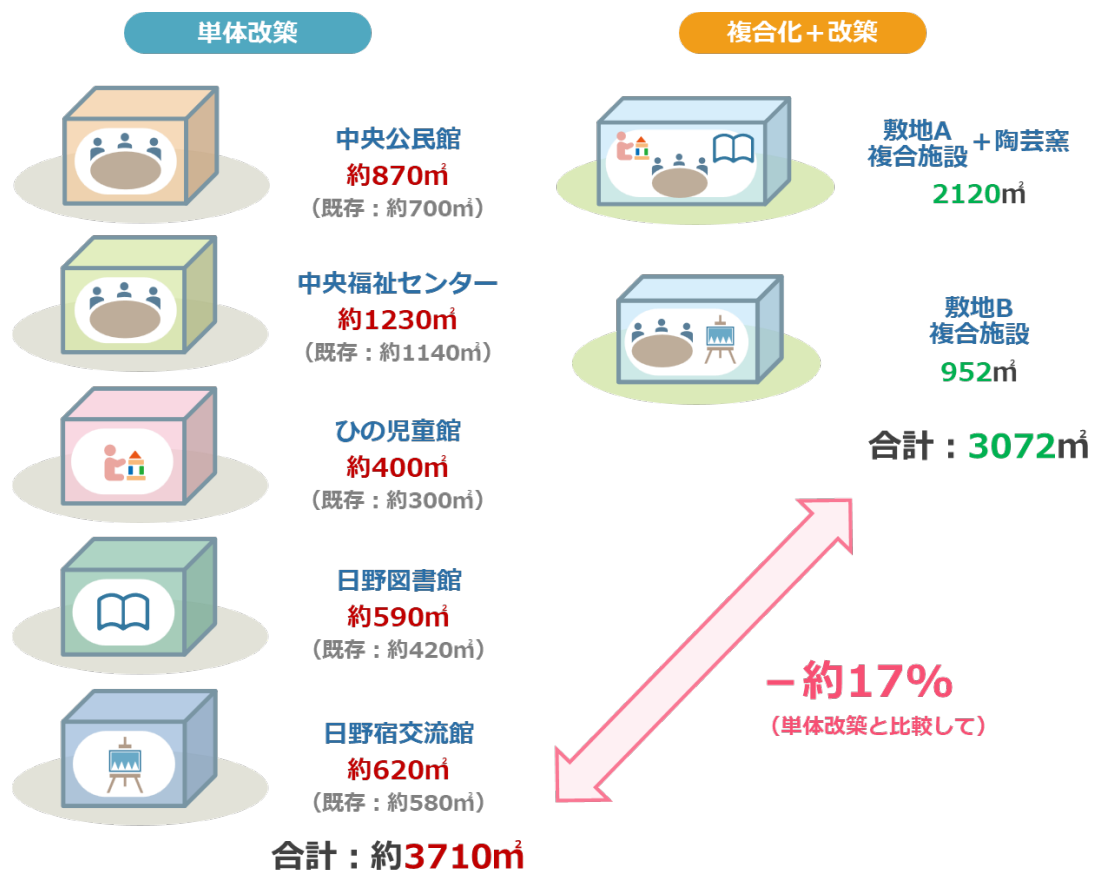 単体改築
中央公民館
約870㎡
（既存：約700㎡）
中央福祉センター
約1230㎡
（既存：約1140㎡）
ひの児童館
約400㎡
（既存：約300㎡）
日野図書館
約590㎡
（既存：約420㎡）
日野宿交流館
約620㎡
（既存：約580㎡）
合計：約3710㎡
複合化＋改築
敷地A
複合施設＋陶芸窯
2120㎡
敷地B
複合施設
952㎡
合計：3072㎡
－約17%
（単体改築と比較して）